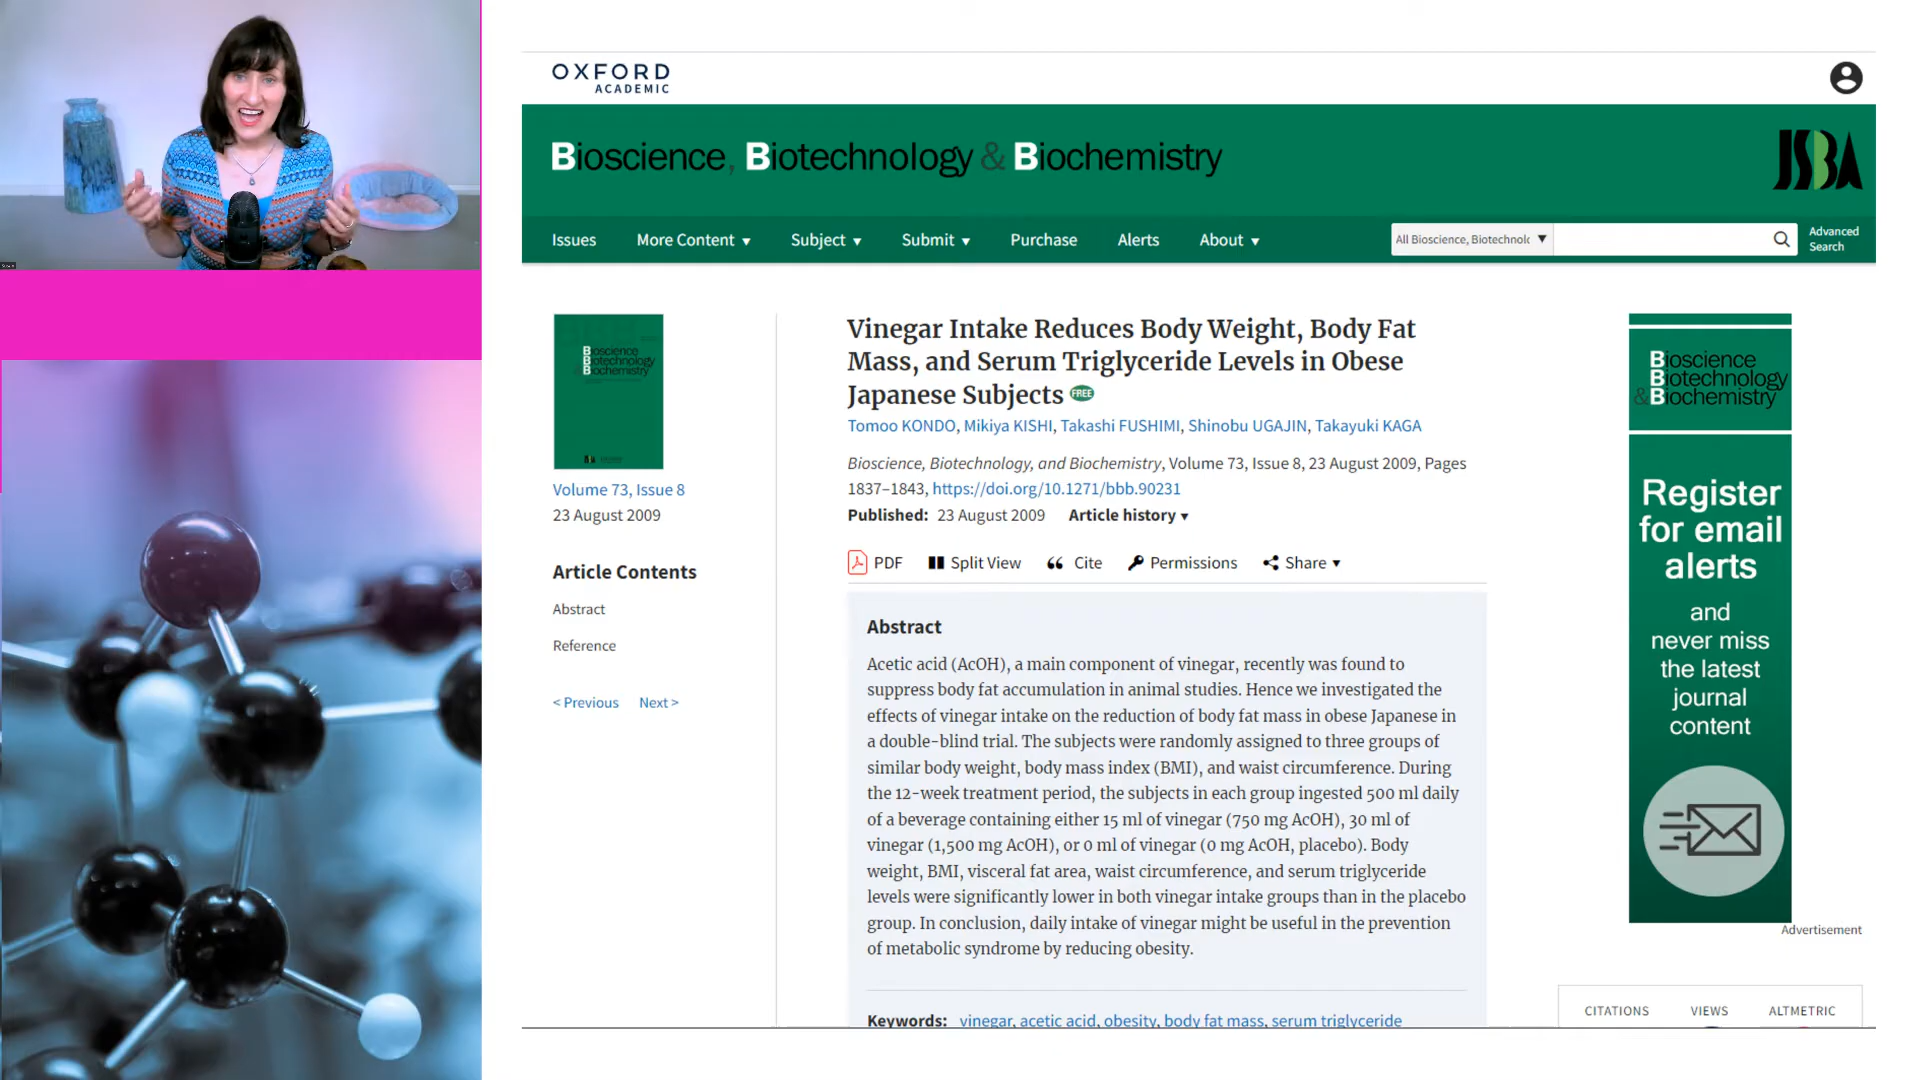 OXFORD
ACADEMIC
Bioscience, Biotechnology & Biochemistry
JSBA
Issues
More Content
Subject
Submit
Purchase
Alerts
About
All Bioscience, Biotechnolo
Advanced
Search
Bioscience
Biotechnology
Biochemistry
Volume 73, Issue 8
23 August 2009
Article Contents
Abstract
Reference
< Previous Next >
Vinegar Intake Reduces Body Weight, Body Fat
Mass, and Serum Triglyceride Levels in Obese
Japanese Subjects FREE
Tomoo KONDO, Mikiya KISHI, Takashi FUSHIMI, Shinobu UGAJIN, Takayuki KAGA
Bioscience, Biotechnology, and Biochemistry, Volume 73, Issue 8, 23 August 2009, Pages
1837–1843, https://doi.org/10.1271/bbb.90231
Published: 23 August 2009 Article history
PDF Split View Cite Permissions Share
Abstract
Acetic acid (AcOH), a main component of vinegar, recently was found to
suppress body fat accumulation in animal studies. Hence we investigated the
effects of vinegar intake on the reduction of body fat mass in obese Japanese in
a double-blind trial. The subjects were randomly assigned to three groups of
similar body weight, body mass index (BMI), and waist circumference. During
the 12-week treatment period, the subjects in each group ingested 500 ml daily
of a beverage containing either 15 ml of vinegar (750 mg AcOH), 30 ml of
vinegar (1,500 mg AcOH), or 0 ml of vinegar (0 mg AcOH, placebo). Body
weight, BMI, visceral fat area, waist circumference, and serum triglyceride
levels were significantly lower in both vinegar intake groups than in the placebo
group. In conclusion, daily intake of vinegar might be useful in the prevention
of metabolic syndrome by reducing obesity.
Keywords: vinegar, acetic acid, obesity, body fat mass, serum triglyceride
Bioscience
Biotechnology
& Biochemistry
Register
for email
alerts
and
never miss
the latest
journal
content
Advertisement
CITATIONS VIEWS ALTMETRIC